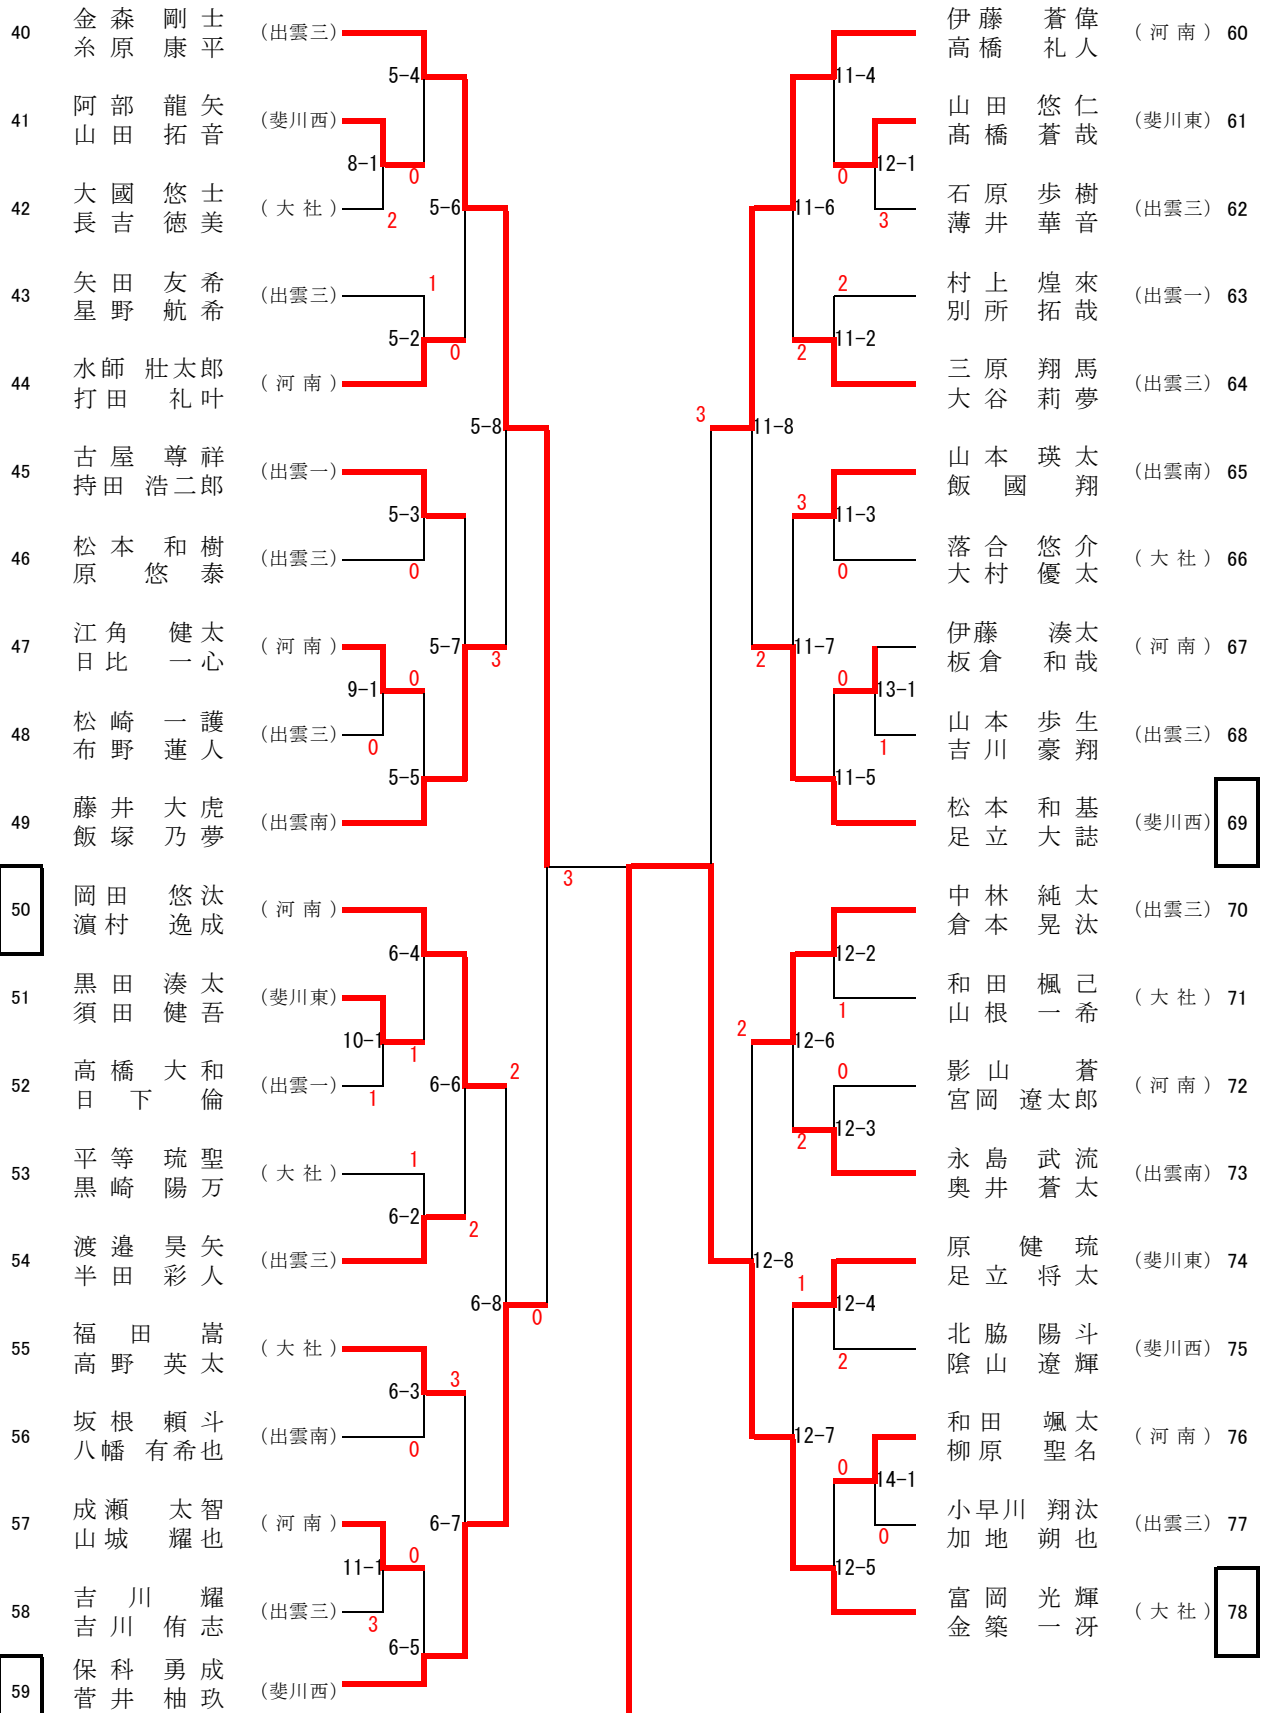 40 金森 剛士 (出雲三)
糸原 康平
5-4
41 阿部 龍矢 (斐川西)
山田 拓音
8-1
0
42 大國 悠士 (大社)
長吉 徳美
2
5-6
43 矢田 友希 (出雲三)
星野 航希
1
5-2
0
44 水師 壯太郎 (河南)
打田 礼叶
5-8
45 古屋 尊祥 (出雲一)
持田 浩二郎
5-3
46 松本 和樹 (出雲三)
原 悠泰
0
47 江角 健太 (河南)
日比 一心
5-7
3
9-1
0
48 松崎 一護 (出雲三)
布野 蓮人
0
5-5
49 藤井 大虎 (出雲南)
飯塚 乃夢
3
50 岡田 悠汰 (河南)
濵村 逸成
6-4
51 黒田 湊太 (斐川東)
須田 健吾
10-1
1
52 高橋 大和 (出雲一)
日下 倫
1
6-6
2
53 平等 琉聖 (大社)
黒崎 陽万
1
6-2
2
54 渡邉 昊矢 (出雲三)
半田 彩人
6-8
0
55 福田 嵩 (大社)
高野 英太
6-3
3
56 坂根 頼斗 (出雲南)
八幡 有希也
0
57 成瀬 太智 (河南)
山城 耀也
6-7
11-1
0
58 吉川 耀 (出雲三)
吉川 侑志
3
6-5
59 保科 勇成 (斐川西)
菅井 柚玖
伊藤 蒼偉 (河南) 60
高橋 礼人
11-4
山田 悠仁 (斐川東) 61
髙橋 蒼哉
0
12-1
石原 歩樹 (出雲三) 62
薄井 華音
3
11-6
村上 煌來 (出雲一) 63
別所 拓哉
2
11-2
2
三原 翔馬 (出雲三) 64
大谷 莉夢
3
11-8
山本 瑛太 (出雲南) 65
飯國 翔
3
11-3
落合 悠介 (大社) 66
大村 優太
0
伊藤 湊太 (河南) 67
板倉 和哉
2
11-7
0
13-1
山本 歩生 (出雲三) 68
吉川 豪翔
1
11-5
松本 和基 (斐川西) 69
足立 大誌
中林 純太 (出雲三) 70
倉本 晃汰
12-2
和田 楓己 (大社) 71
山根 一希
1
2
12-6
影山 蒼 (河南) 72
宮岡 遼太郎
0
12-3
2
永島 武流 (出雲南) 73
奥井 蒼太
12-8
原 健琉 (斐川東) 74
足立 将太
1
12-4
北脇 陽斗 (斐川西) 75
陰山 遼輝
2
和田 颯太 (河南) 76
柳原 聖名
12-7
0
14-1
小早川 翔汰 (出雲三) 77
加地 朔也
0
12-5
富岡 光輝 (大社) 78
金築 一冴